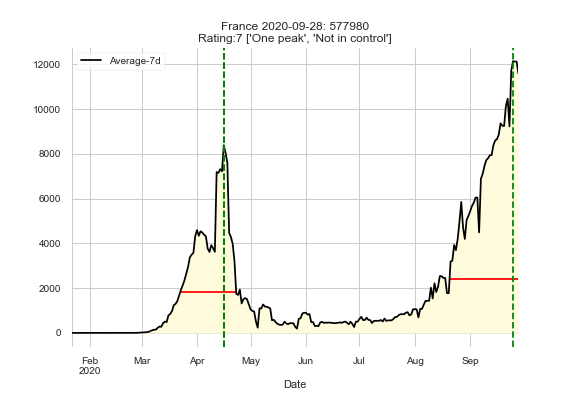 France 2020-09-28: 577980
Rating:7 ['One peak', 'Not in control']
Average-7d
12000
10000
8000
6000
4000
2000
0
Feb Mar Apr May Jun Jul Aug Sep
2020
Date